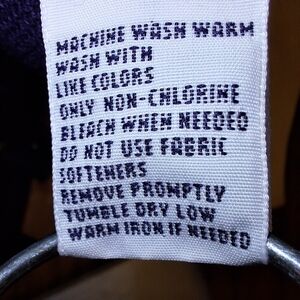 MACHINE WASH WARM
WASH WITH
LIKE COLORS
ONLY NON-CHLORINE
BLEACH WHEN NEEDED
DO NOT USE FABRIC
SOFTENERS
REMOVE PROMPTLY
TUMBLE DRY LOW
WARM IRON IF NEEDED